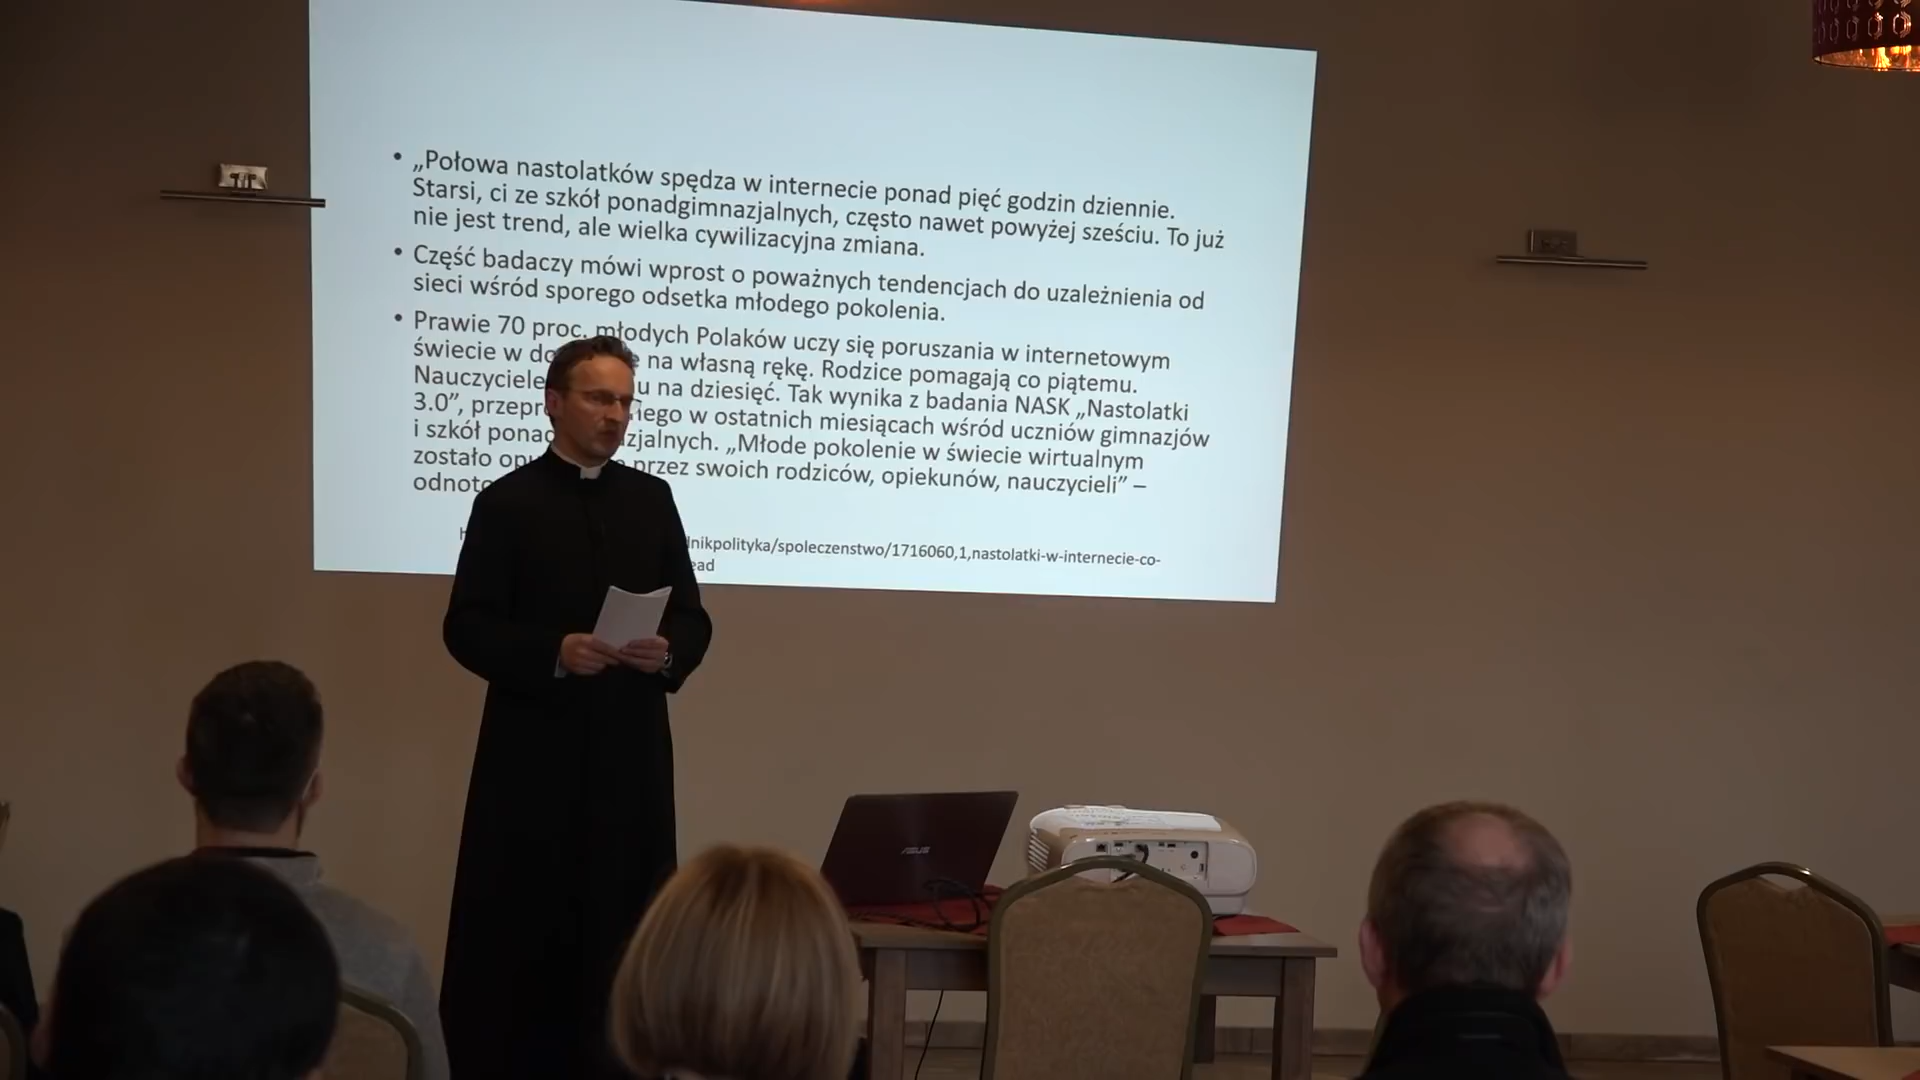 • „Połowa nastolatków spędza w internecie ponad pięć godzin dziennie.
Starsi, ci ze szkół ponadgimnazjalnych, często nawet powyżej sześciu. To już
nie jest trend, ale wielka cywilizacyjna zmiana.
• Część badaczy mówi wprost o poważnych tendencjach do uzależnienia od
sieci wśród sporego odsetka młodego pokolenia.
• Prawie 70 proc. młodych Polaków uczy się poruszania w internetowym
świecie w na własną rękę. Rodzice pomagają co piątemu.
Nauczyciele na dziesięć. Tak wynika z badania NASK „Nastolatki
3.0”, w ostatnich miesiącach wśród uczniów gimnazjów
i szkół „Młode pokolenie w świecie wirtualnym
zostało przez swoich rodziców, opiekunów, nauczycieli” –
nikpolityka/spoleczenstwo/1716060,1,nastolatki-w-internecie-co-
ead
ASUS